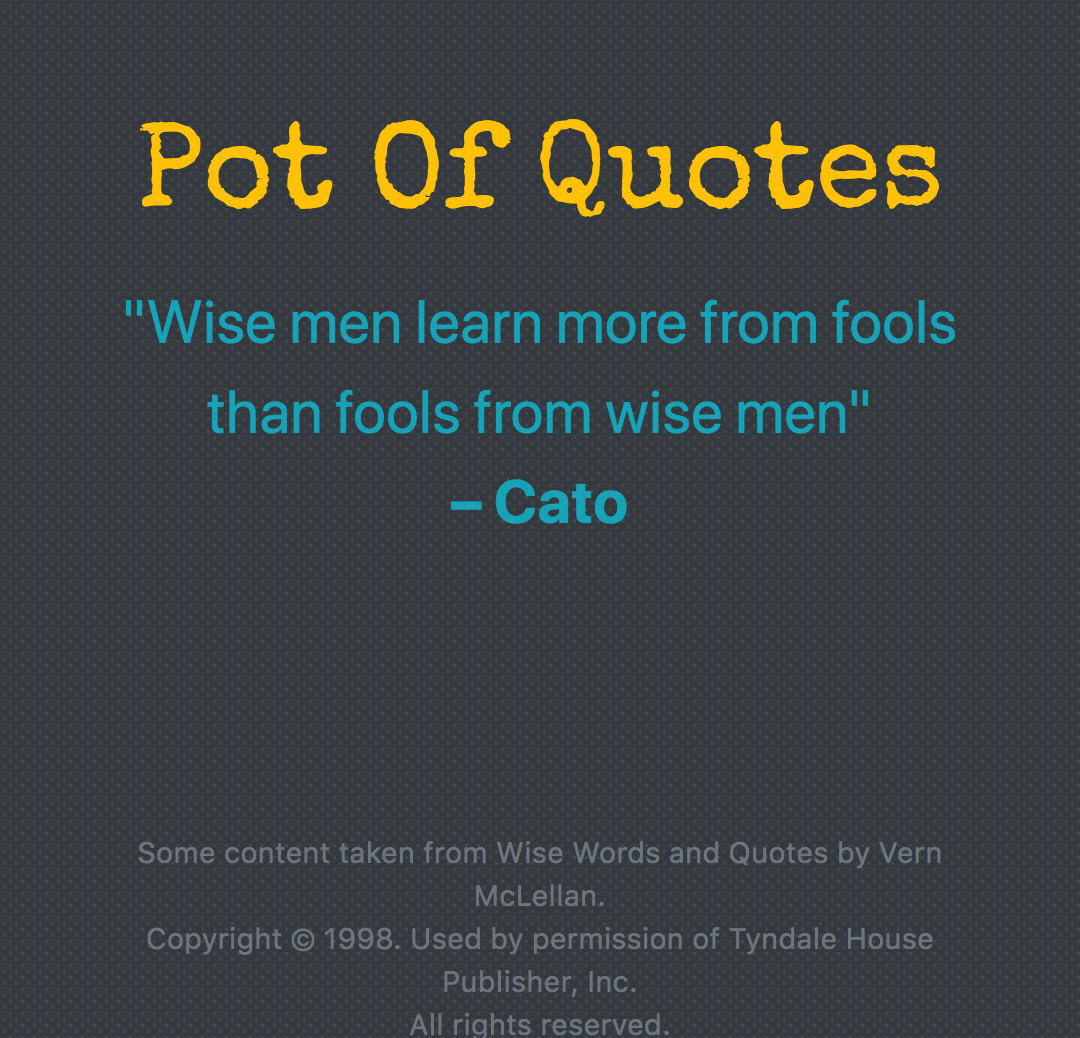 Pot Of Quotes
"Wise men learn more from fools
than fools from wise men"
– Cato
Some content taken from Wise Words and Quotes by Vern
McLellan.
Copyright © 1998. Used by permission of Tyndale House
Publisher, Inc.
All rights reserved.